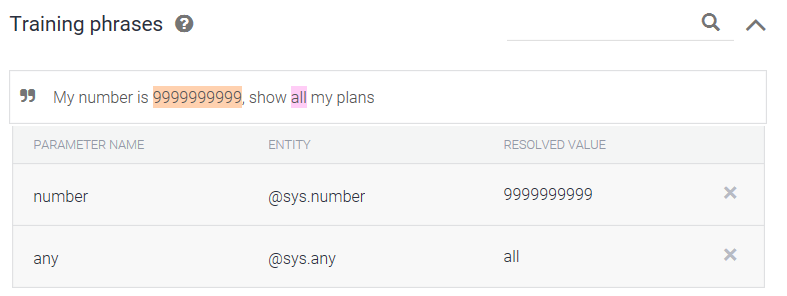 Training phrases ?
❞ My number is 9999999999, show all my plans
PARAMETER NAME ENTITY RESOLVED VALUE
number @sys.number 9999999999 ×
any @sys.any all ×